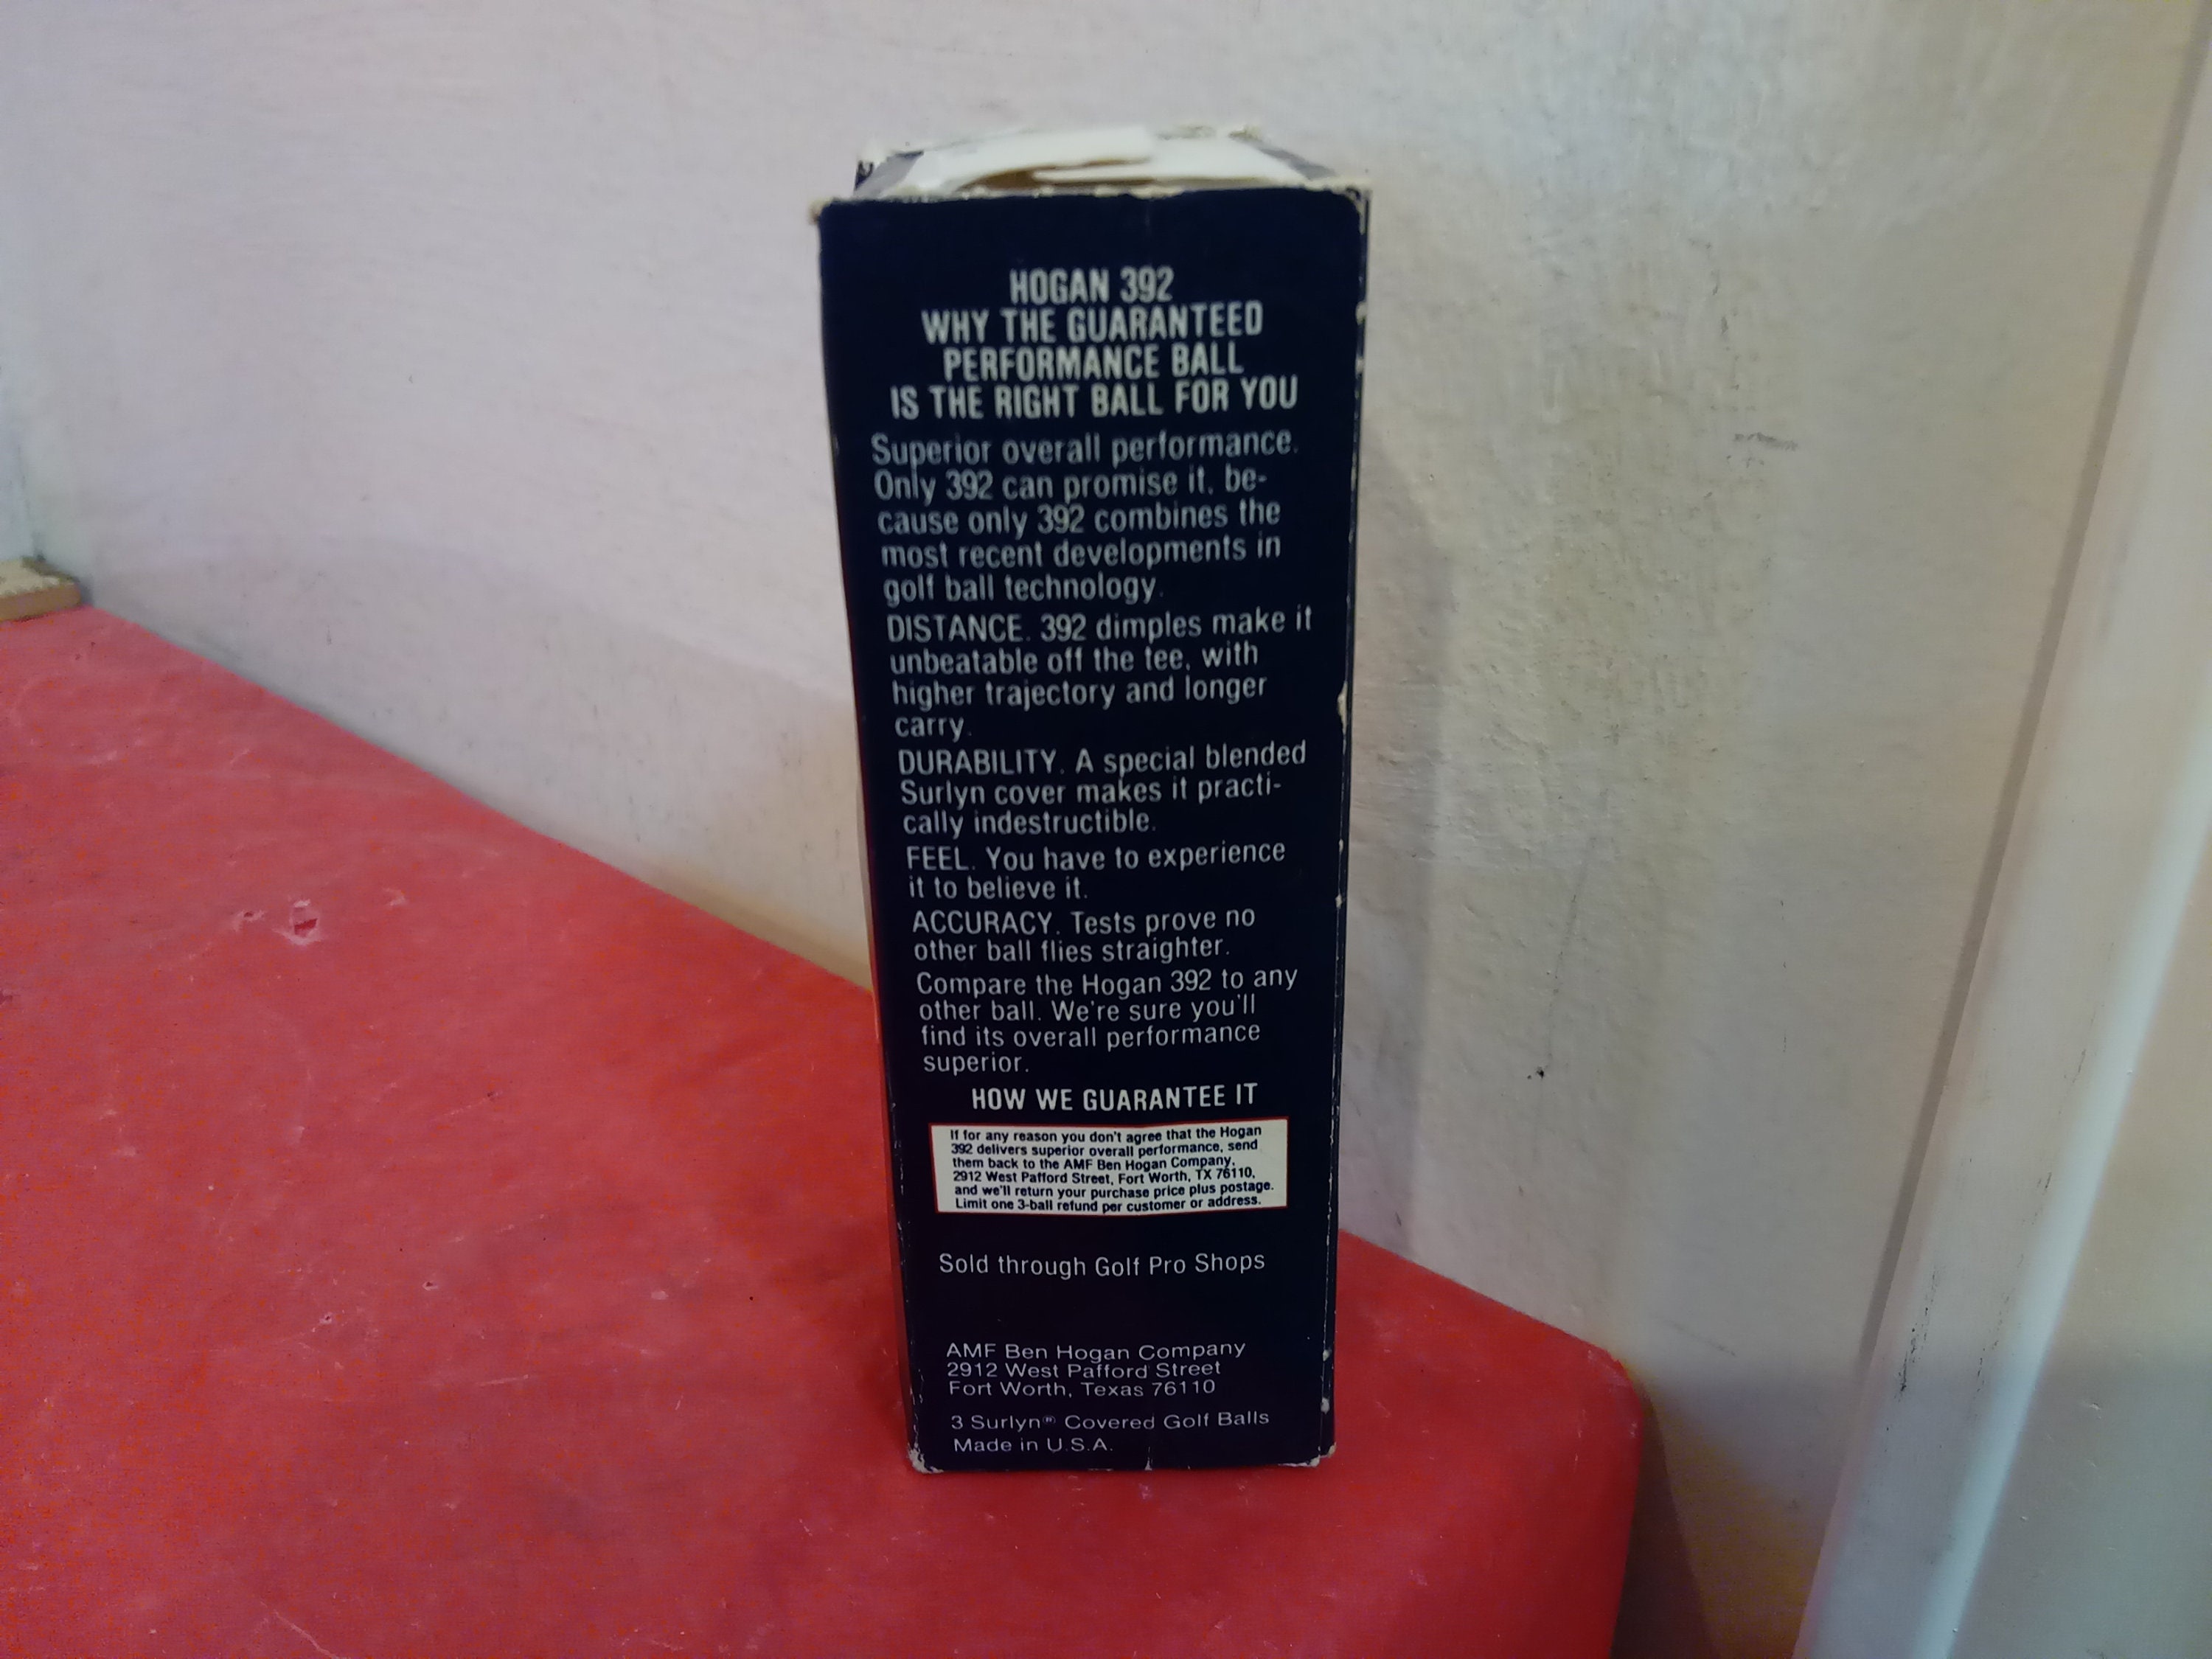 HOGAN 392
WHY THE GUARANTEED
PERFORMANCE BALL
IS THE RIGHT BALL FOR YOU
Superior overall performance.
Only 392 can promise it, be-
cause only 392 combines the
most recent developments in
golf ball technology.
DISTANCE. 392 dimples make it
unbeatable off the tee, with
higher trajectory and longer
carry.
DURABILITY. A special blended
Surlyn cover makes it practi-
cally indestructible.
FEEL. You have to experience
it to believe it.
ACCURACY. Tests prove no
other ball flies straighter.
Compare the Hogan 392 to any
other ball. We're sure you'll
find its overall performance
superior.
HOW WE GUARANTEE IT
If for any reason you don't agree that the Hogan
392 delivers superior overall performance, send
them back to the AMF Ben Hogan Company,
2912 West Pafford Street, Fort Worth, TX 76110,
and we'll return your purchase price plus postage.
Limit one 3-ball refund per customer or address.
Sold through Golf Pro Shops
AMF Ben Hogan Company
2912 West Pafford Street
Fort Worth, Texas 76110
3 Surlyn® Covered Golf Balls
Made in U.S.A.